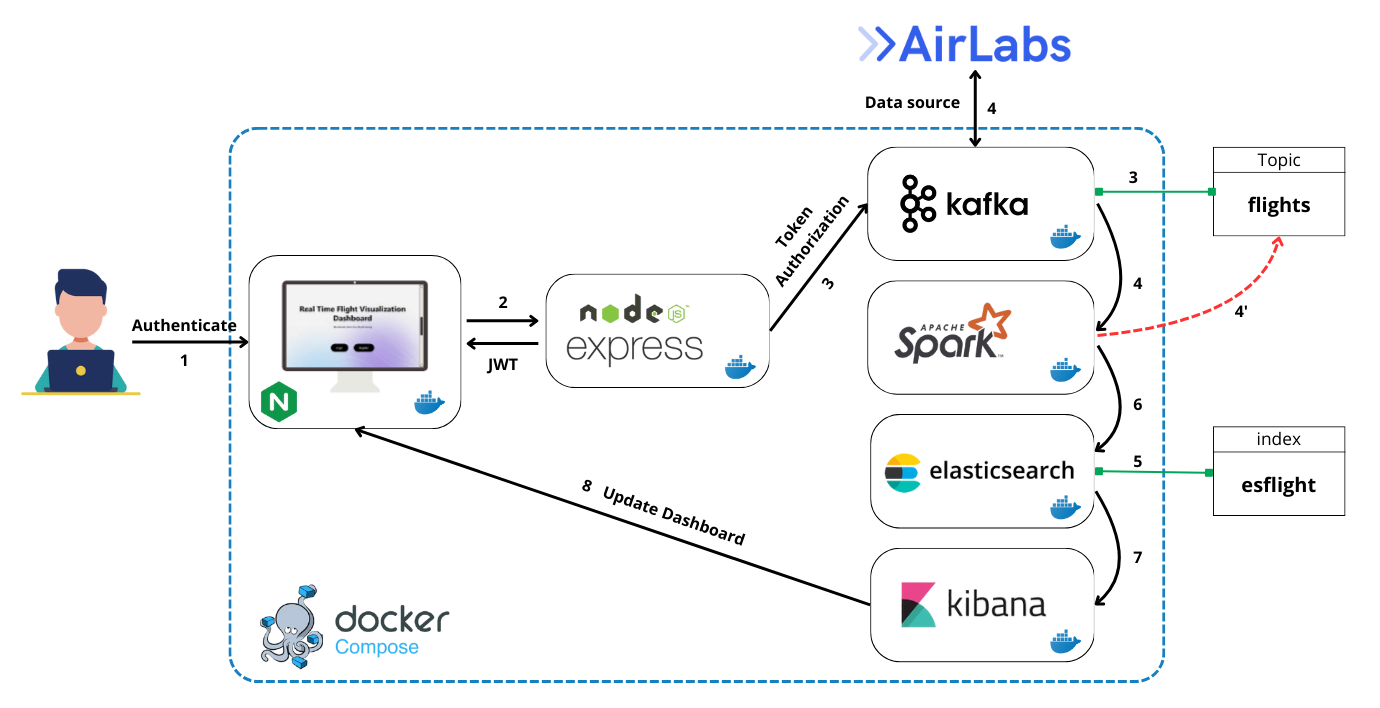 AirLabs
Data source
4
Topic
flights
3
kafka
Token
Authorization
3
4
4'
Authenticate
1
Real Time Flight Visualization
Dashboard
N
2
JWT
node
JS
express
APACHE
Spark
6
index
esflight
5
elasticsearch
7
8 Update Dashboard
kibana
docker
Compose